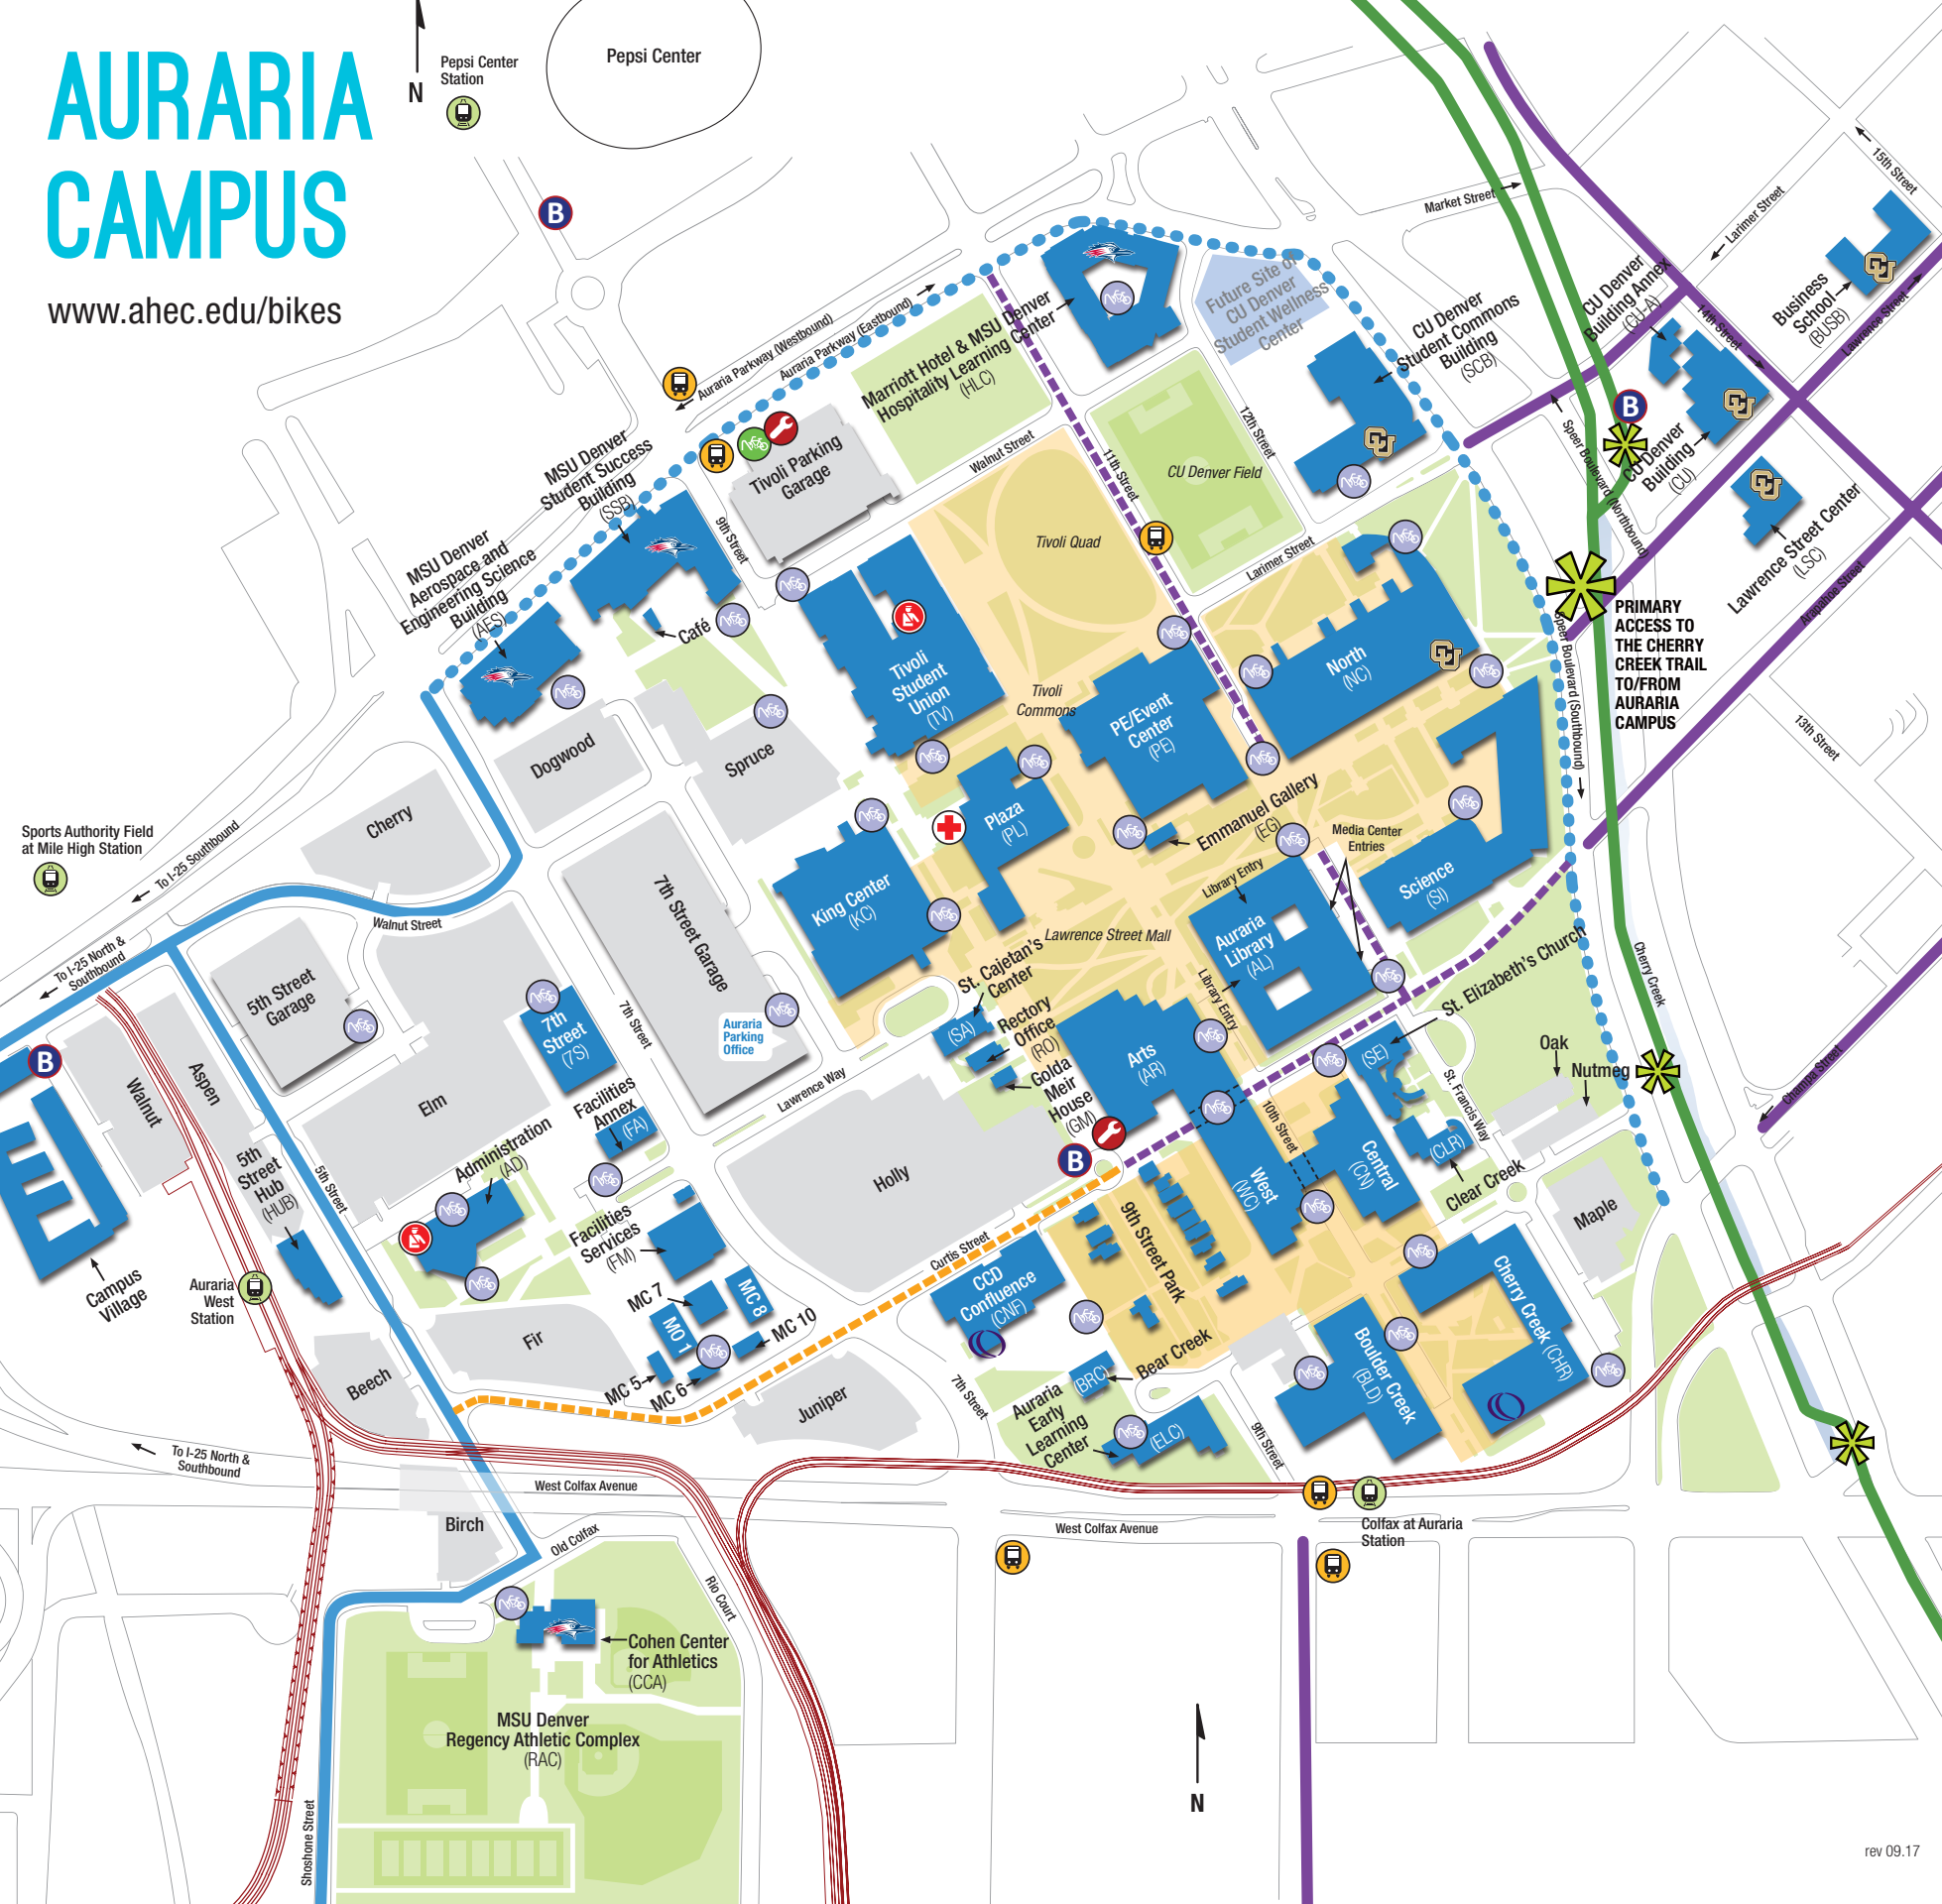 AURARIA
CAMPUS
www.ahec.edu/bikes
N
Pepsi Center
Station
Pepsi Center
B
Auraria Parkway (Westbound)
Auraria Parkway (Eastbound)
Marriott Hotel & MSU Denver
Hospitality Learning Center
(HLC)
Future Site of
CU Denver
Student Wellness
Center
CU Denver
Student Commons
Building
(SCB)
Market Street
Larimer Street
15th Street
CU Denver
Building Annex
(CU-A)
14th Street
Business
School
(BUSB)
Lawrence Street
B
CU Denver
Building
(CU)
Speer Boulevard (Northbound)
Lawrence Street Center
(LSC)
Arapahoe Street
MSU Denver
Student Success
Building
(SSB)
MSU Denver
Aerospace and
Engineering Science
Building
(AES)
9th Street
Tivoli Parking
Garage
Walnut Street
11th Street
12th Street
CU Denver Field
Tivoli Quad
Larimer Street
Café
Tivoli
Student
Union
(TV)
Tivoli
Commons
PE/Event
Center
(PE)
North
(NC)
PRIMARY
ACCESS TO
THE CHERRY
CREEK TRAIL
TO/FROM
AURARIA
CAMPUS
Speer Boulevard (Southbound)
13th Street
Dogwood
Spruce
Cherry
Sports Authority Field
at Mile High Station
To I-25 Southbound
Walnut Street
To I-25 North &
Southbound
5th Street
Garage
7th Street Garage
Auraria
Parking
Office
7th Street
King Center
(KC)
Plaza
(PL)
Emmanuel Gallery
(EG)
Media Center
Entries
Library Entry
Auraria
Library
(AL)
Library Entry
Science
(SI)
Lawrence Street Mall
St. Cajetan's
Center
(SA)
Rectory
Office
(RO)
Golda
Meir
House
(GM)
Arts
(AR)
St. Elizabeth's Church
(SE)
Cherry Creek
Oak
Nutmeg
Champa Street
B
Walnut
Aspen
Elm
7th
Street
(7S)
Facilities
Annex
(FA)
Lawrence Way
Administration
(AD)
5th
Street
Hub
(HUB)
5th Street
Campus
Village
Auraria
West
Station
Holly
B
10th Street
St. Francis Way
(CLR)
Clear Creek
Central
(CN)
West
(WC)
Maple
9th Street Park
Facilities
Services
(FM)
MC 7
MC 8
MO 1
MC 10
MC 5
MC 6
Curtis Street
CCD
Confluence
(CNF)
Cherry Creek (CHR)
Boulder Creek
(BLD)
Bear Creek
(BRC)
Auraria
Early
Learning
Center
(ELC)
7th Street
9th Street
Fir
Beech
Juniper
To I-25 North &
Southbound
West Colfax Avenue
West Colfax Avenue
Colfax at Auraria
Station
Birch
Old Colfax
Rio Court
Cohen Center
for Athletics
(CCA)
MSU Denver
Regency Athletic Complex
(RAC)
Shoshone Street
N
rev 09.17